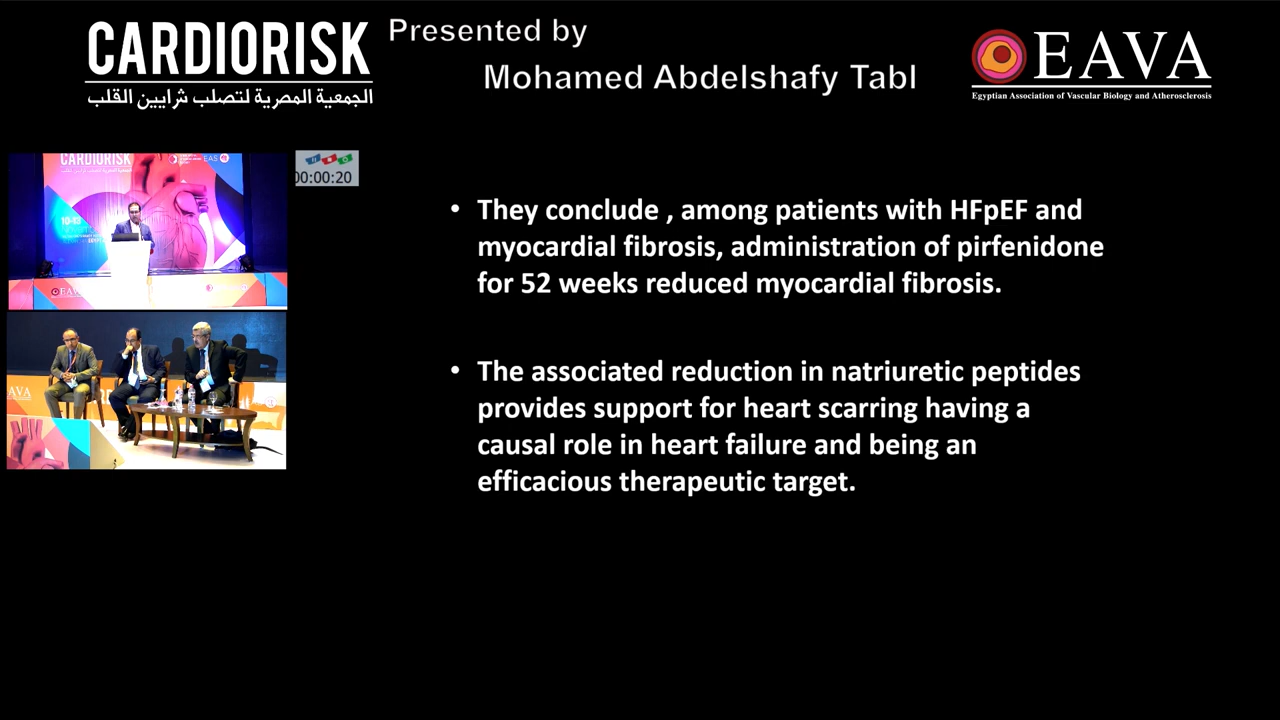 CARDIORISK
الجمعية المصرية لتصلب شرايين القلب
Presented by
Mohamed Abdelshafy Tabl
EAVA
Egyptian Association of Vascular Biology and Atherosclerosis
CARDIORISK
EAS
00:00:20
EAVA
AVA
• They conclude , among patients with HFpEF and
myocardial fibrosis, administration of pirfenidone
for 52 weeks reduced myocardial fibrosis.
• The associated reduction in natriuretic peptides
provides support for heart scarring having a
causal role in heart failure and being an
efficacious therapeutic target.